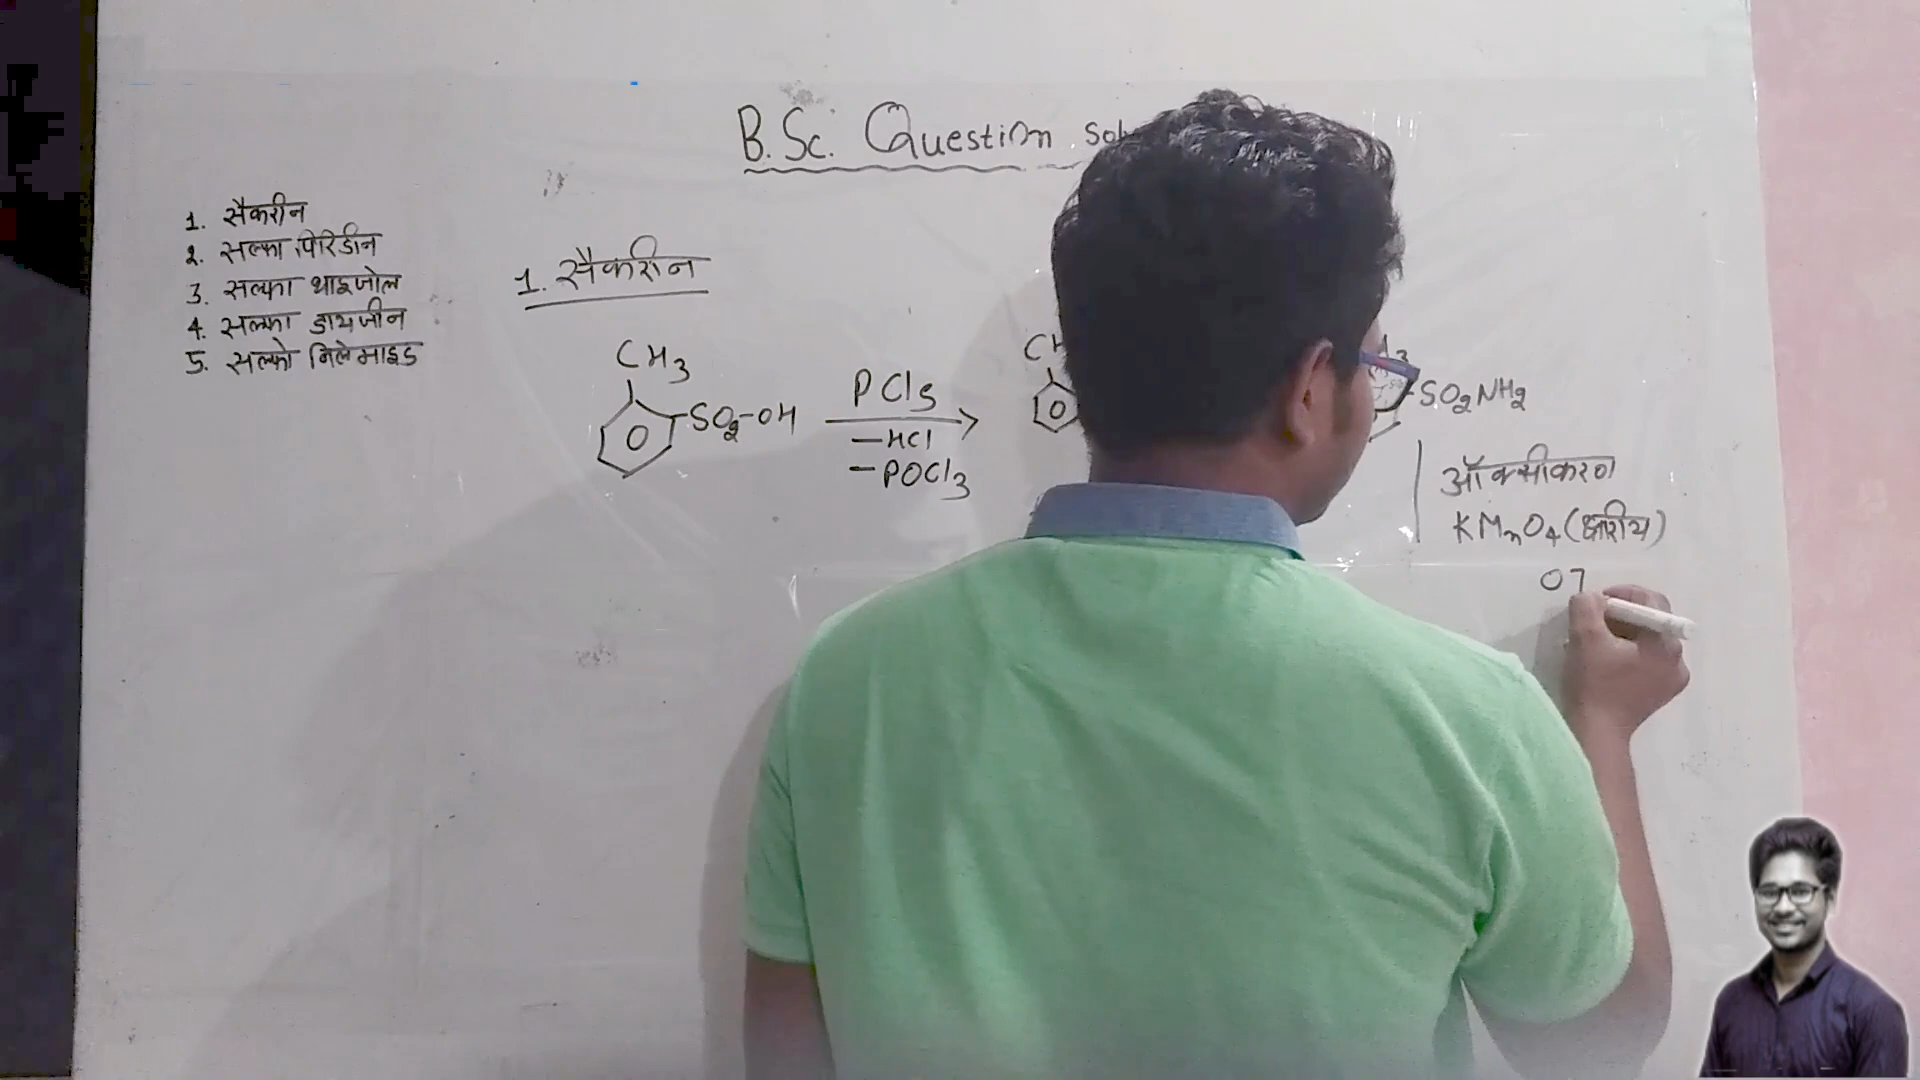 B.Sc. Question
1. सैकरीन
2. सल्फा पिरिडीन
3. सल्फा थाइजोल
4. सल्फा डायजीन
5. सल्फो निलेमाइड
1. सैकरीन
CH3
SO2-OH
PCl5
-HCl
-POCl3
SO2NH2
ऑक्सीकरण
KMnO4 (क्षारीय)